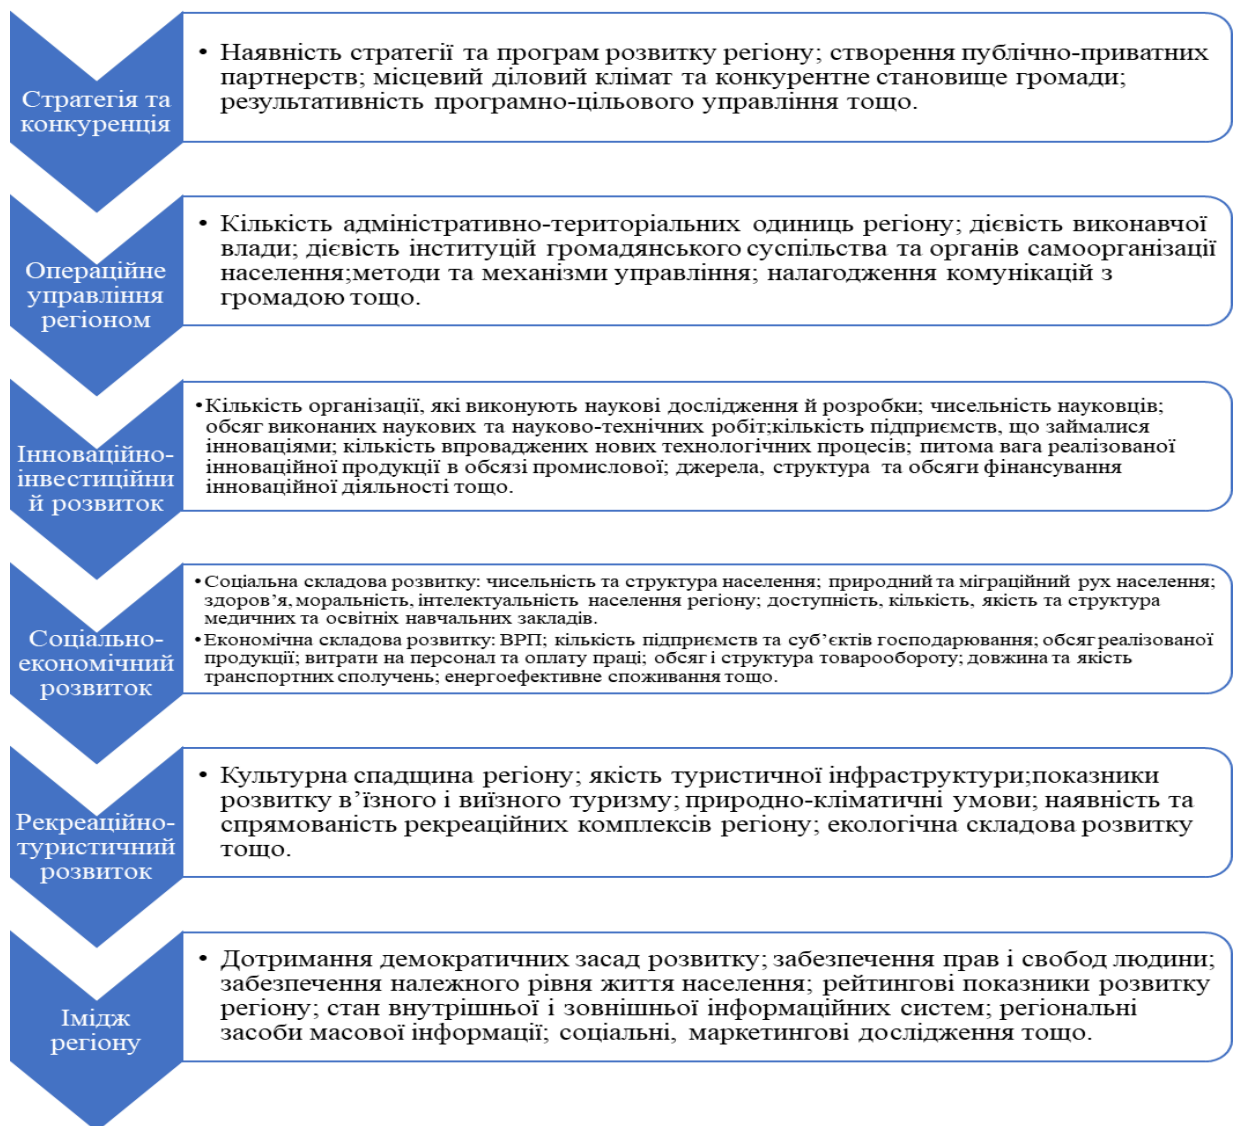 Стратегія та
конкуренція
• Наявність стратегії та програм розвитку регіону; створення публічно-приватних
партнерств; місцевий діловий клімат та конкурентне становище громади;
результативність програмно-цільового управління тощо.
Операційне
управління
регіоном
• Кількість адміністративно-територіальних одиниць регіону; дієвість виконавчої
влади; дієвість інституцій громадянського суспільства та органів самоорганізації
населення;методи та механізми управління; налагодження комунікацій з
громадою тощо.
Інноваційно-
інвестиційни
й розвиток
•Кількість організації, які виконують наукові дослідження й розробки; чисельність науковців;
обсяг виконаних наукових та науково-технічних робіт;кількість підприємств, що займалися
інноваціями; кількість впроваджених нових технологічних процесів; питома вага реалізованої
інноваційної продукції в обсязі промислової; джерела, структура та обсяги фінансування
інноваційної діяльності тощо.
Соціально-
економічний
розвиток
•Соціальна складова розвитку: чисельність та структура населення; природний та міграційний рух населення;
здоров’я, моральність, інтелектуальність населення регіону; доступність, кількість, якість та структура
медичних та освітніх навчальних закладів.
•Економічна складова розвитку: ВРП; кількість підприємств та суб’єктів господарювання; обсяг реалізованої
продукції; витрати на персонал та оплату праці; обсяг і структура товарообороту; довжина та якість
транспортних сполучень; енергоефективне споживання тощо.
Рекреаційно-
туристичний
розвиток
• Культурна спадщина регіону; якість туристичної інфраструктури;показники
розвитку в’їзного і виїзного туризму; природно-кліматичні умови; наявність та
спрямованість рекреаційних комплексів регіону; екологічна складова розвитку
тощо.
Імідж
регіону
• Дотримання демократичних засад розвитку; забезпечення прав і свобод людини;
забезпечення належного рівня життя населення; рейтингові показники розвитку
регіону; стан внутрішньої і зовнішньої інформаційних систем; регіональні
засоби масової інформації; соціальні, маркетингові дослідження тощо.